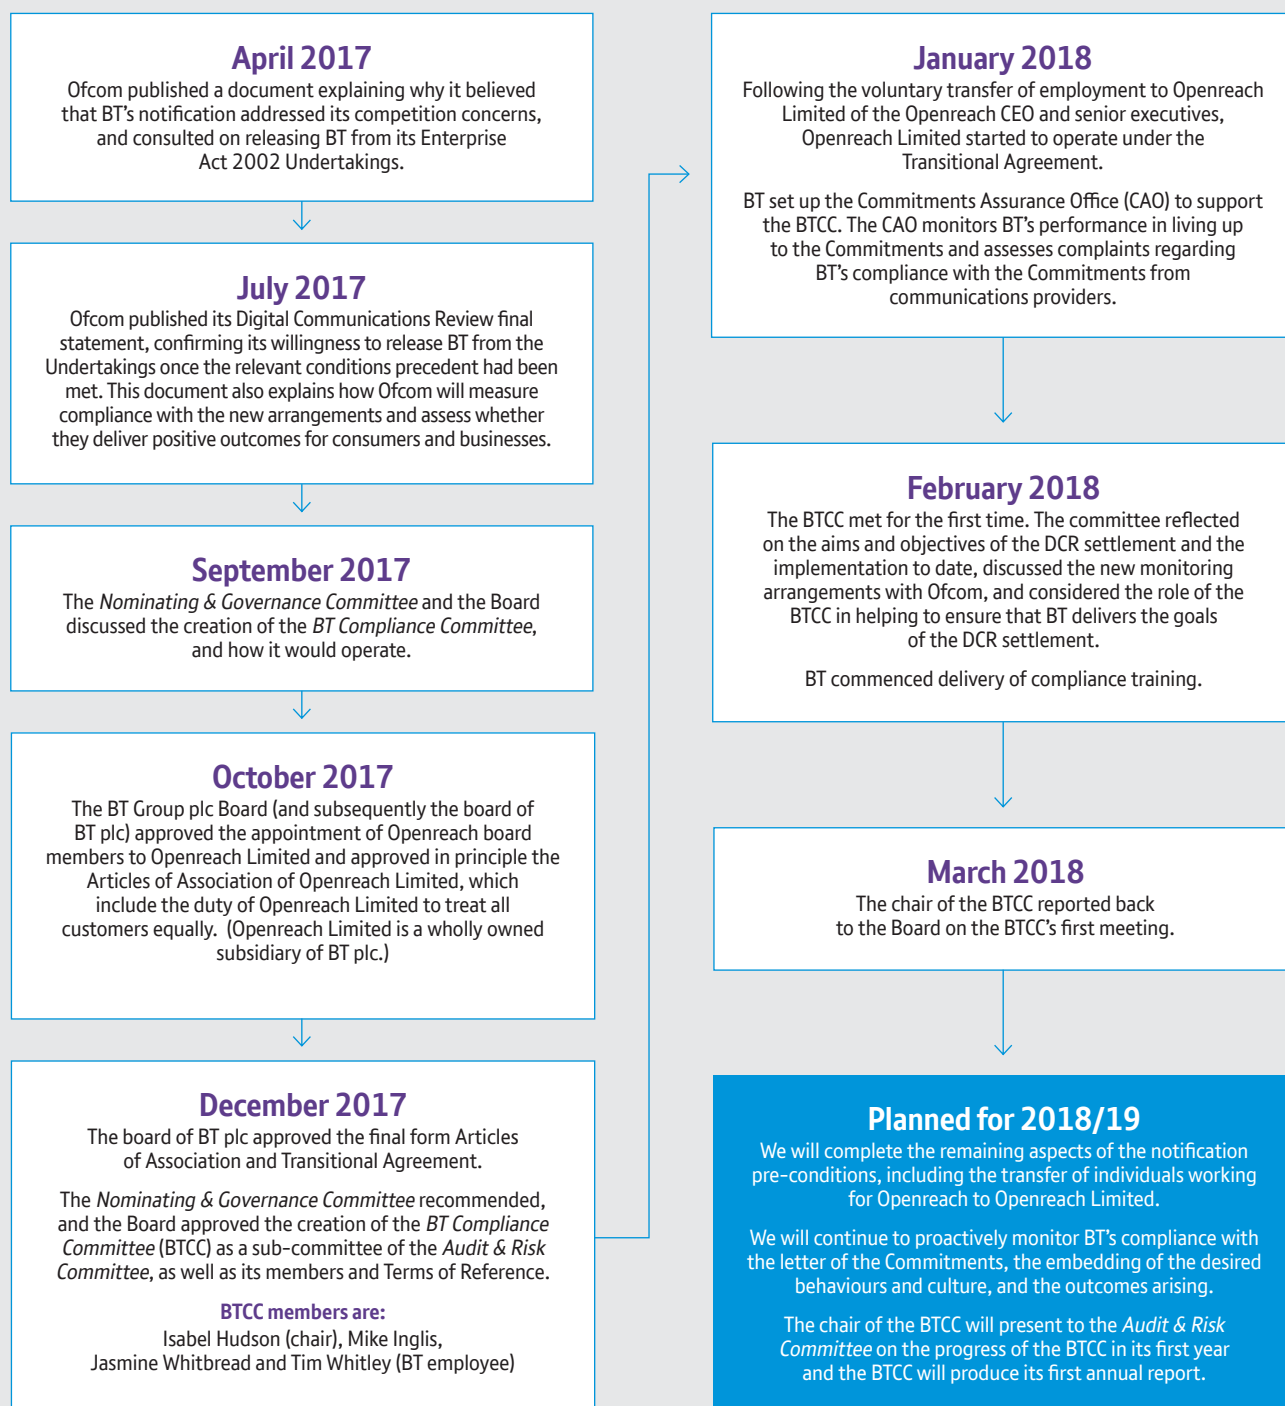 April 2017
Ofcom published a document explaining why it believed
that BT’s notification addressed its competition concerns,
and consulted on releasing BT from its Enterprise
Act 2002 Undertakings.
July 2017
Ofcom published its Digital Communications Review final
statement, confirming its willingness to release BT from the
Undertakings once the relevant conditions precedent had been
met. This document also explains how Ofcom will measure
compliance with the new arrangements and assess whether
they deliver positive outcomes for consumers and businesses.
September 2017
The Nominating & Governance Committee and the Board
discussed the creation of the BT Compliance Committee,
and how it would operate.
October 2017
The BT Group plc Board (and subsequently the board of
BT plc) approved the appointment of Openreach board
members to Openreach Limited and approved in principle the
Articles of Association of Openreach Limited, which
include the duty of Openreach Limited to treat all
customers equally. (Openreach Limited is a wholly owned
subsidiary of BT plc.)
December 2017
The board of BT plc approved the final form Articles
of Association and Transitional Agreement.
The Nominating & Governance Committee recommended,
and the Board approved the creation of the BT Compliance
Committee (BTCC) as a sub-committee of the Audit & Risk
Committee, as well as its members and Terms of Reference.
BTCC members are:
Isabel Hudson (chair), Mike Inglis,
Jasmine Whitbread and Tim Whitley (BT employee)
January 2018
Following the voluntary transfer of employment to Openreach
Limited of the Openreach CEO and senior executives,
Openreach Limited started to operate under the
Transitional Agreement.
BT set up the Commitments Assurance Office (CAO) to support
the BTCC. The CAO monitors BT’s performance in living up
to the Commitments and assesses complaints regarding
BT’s compliance with the Commitments from
communications providers.
February 2018
The BTCC met for the first time. The committee reflected
on the aims and objectives of the DCR settlement and the
implementation to date, discussed the new monitoring
arrangements with Ofcom, and considered the role of the
BTCC in helping to ensure that BT delivers the goals
of the DCR settlement.
BT commenced delivery of compliance training.
March 2018
The chair of the BTCC reported back
to the Board on the BTCC’s first meeting.
Planned for 2018/19
We will complete the remaining aspects of the notification
pre-conditions, including the transfer of individuals working
for Openreach to Openreach Limited.
We will continue to proactively monitor BT’s compliance with
the letter of the Commitments, the embedding of the desired
behaviours and culture, and the outcomes arising.
The chair of the BTCC will present to the Audit & Risk
Committee on the progress of the BTCC in its first year
and the BTCC will produce its first annual report.